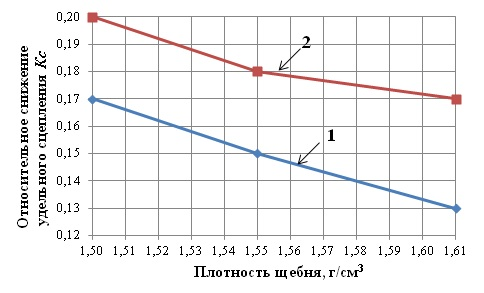 Относительное снижение
удельного сцепления Kc
0,20
0,19
0,18
0,17
0,16
0,15
0,14
0,13
0,12
2
1
1,50 1,51 1,52 1,53 1,54 1,55 1,56 1,57 1,58 1,59 1,60 1,61
Плотность щебня, г/см³